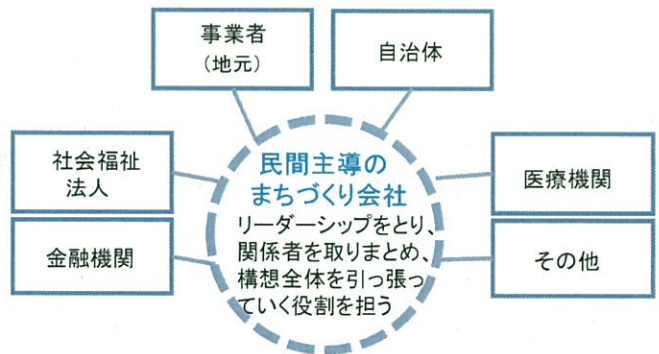 事業者
(地元)
自治体
社会福祉
法人
金融機関
民間主導の
まちづくり会社
リーダーシップをとり、
関係者を取りまとめ、
構想全体を引っ張っ
ていく役割を担う
医療機関
その他